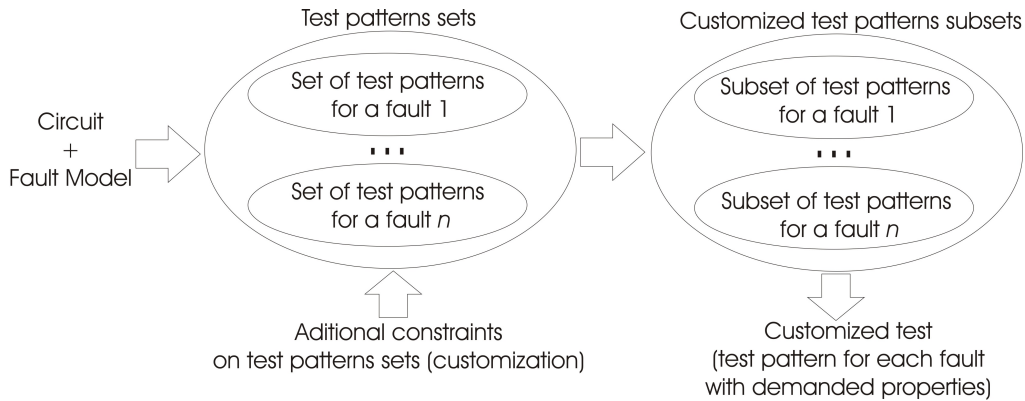 Test patterns sets
Customized test patterns subsets
Set of test patterns
for a fault 1
Subset of test patterns
for a fault 1
Circuit
+
Fault Model
...
...
Set of test patterns
for a fault n
Subset of test patterns
for a fault n
Aditional constraints
on test patterns sets (customization)
Customized test
(test pattern for each fault
with demanded properties)